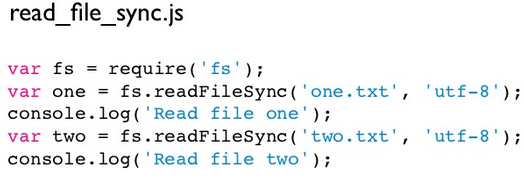 read_file_sync.js
var fs = require('fs');
var one = fs.readFileSync('one.txt', 'utf-8');
console.log('Read file one');
var two = fs.readFileSync('two.txt', 'utf-8');
console.log('Read file two');